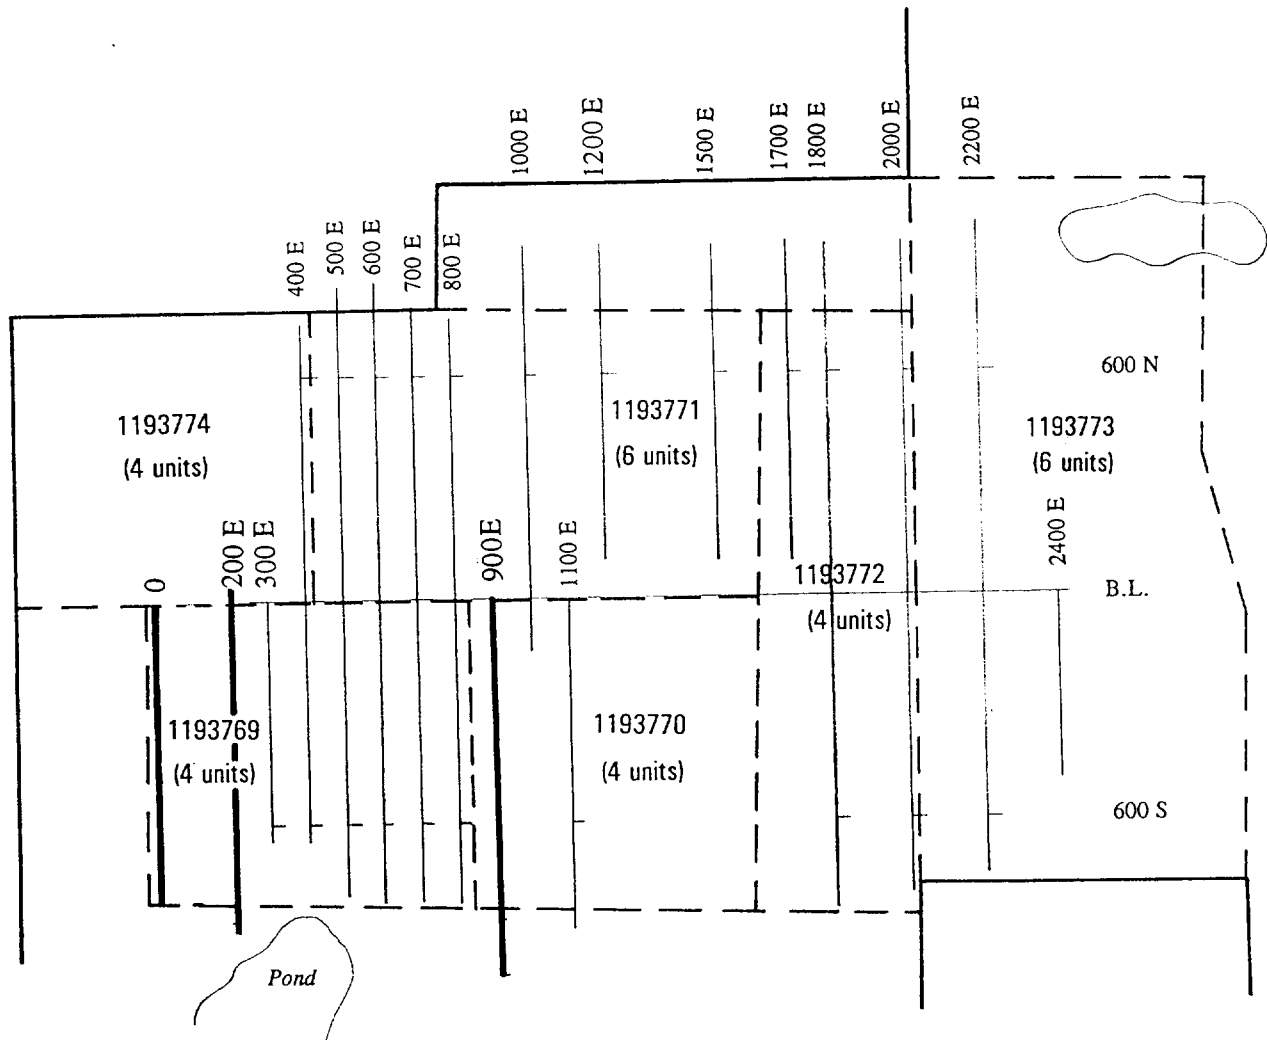 1000 E
1200 E
1500 E
1700 E
1800 E
2000 E
2200 E
400 E
500 E
600 E
700 E
800 E
600 N
1193774
(4 units)
1193771
(6 units)
1193773
(6 units)
0
200 E
300 E
900E
1100 E
2400 E
1193772
(4 units)
B.L.
1193769
(4 units)
1193770
(4 units)
600 S
Pond